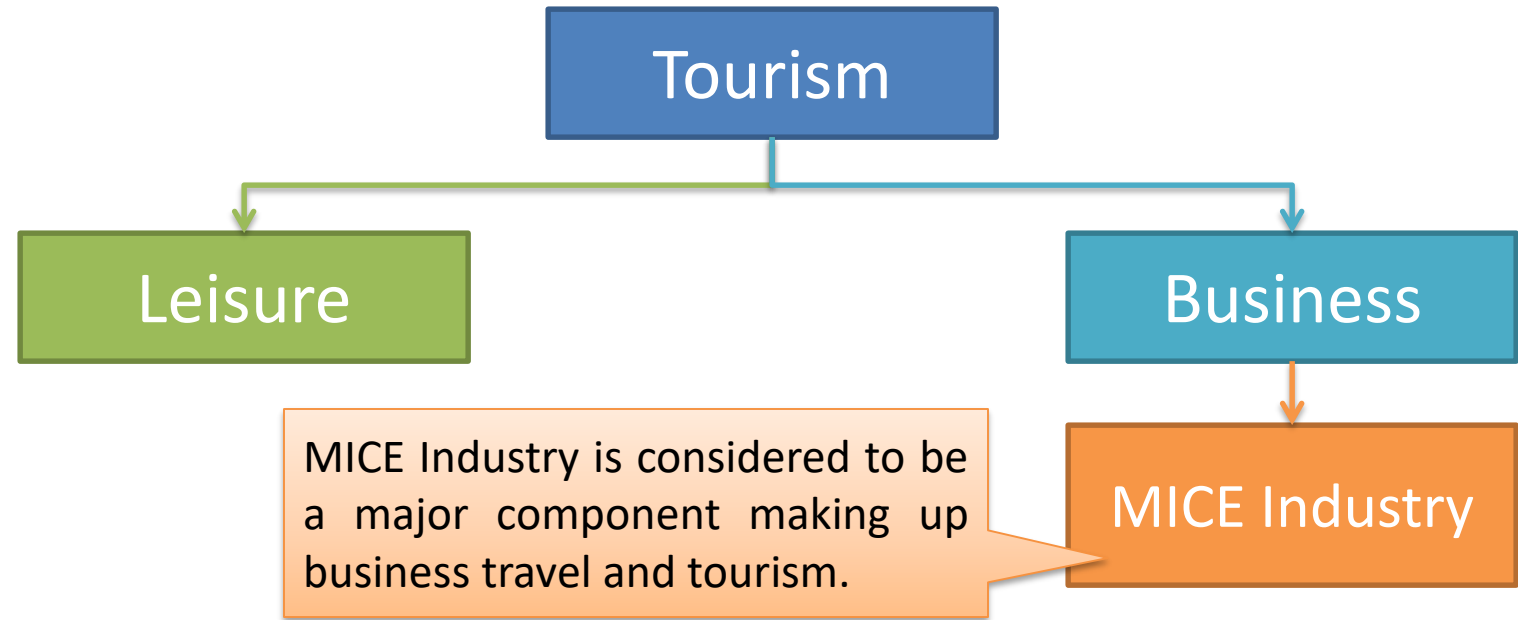 Tourism
Leisure
Business
MICE Industry is considered to be
a major component making up
business travel and tourism.
MICE Industry